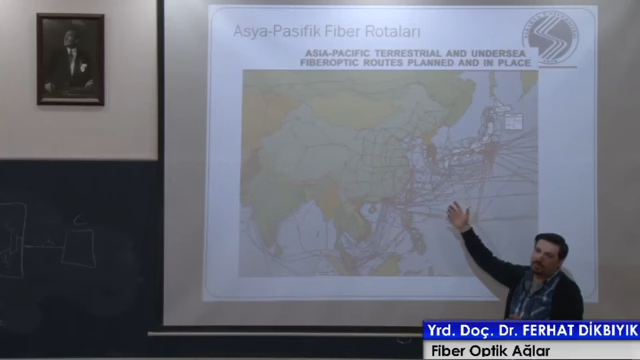 Asya-Pasifik Fiber Rotaları
ASIA-PACIFIC TERRESTRIAL AND UNDERSEA
FIBEROPTIC ROUTES PLANNED AND IN PLACE
Yrd. Doç. Dr. FERHAT DİKBIYIK
Fiber Optik Ağlar